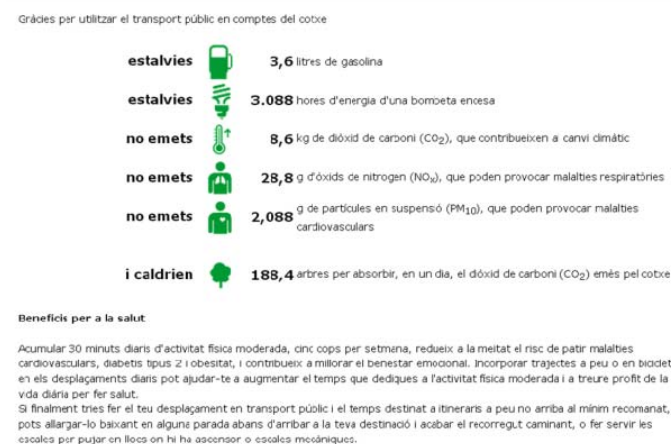 Gràcies per utilitzar el transport públic en comptes del cotxe
estalvies 3,6 litres de gasolina
estalvies 3.088 hores d'energia d'una bombeta encesa
no emets 8,6 kg de diòxid de carboni (CO2), que contribueixen a canvi climàtic
no emets 28,8 g d'òxids de nitrogen (NOx), que poden provocar malalties respiratòries
no emets 2,088 g de partícules en suspensió (PM10), que poden provocar malalties
cardiovasculars
i caldrien 188,4 arbres per absorbir, en un dia, el diòxid de carboni (CO2) emès pel cotxe
Beneficis per a la salut
Acumular 30 minuts diaris d'activitat física moderada, cinc cops per setmana, redueix a la meitat el risc de patir malalties
cardiovasculars, diabetis tipus 2 i obesitat, i contribueix a millorar el benestar emocional. Incorporar trajectes a peu o en biciclet
en els desplaçaments diaris pot ajudar-te a augmentar el temps que dediques a l'activitat física moderada i a treure profit de la
vida diària per fer salut.
Si finalment tries fer el teu desplaçament en transport públic i el temps destinat a itineraris a peu no arriba al mínim recomanat,
pots allargar-lo baixant en alguna parada abans d'arribar a la teva destinació i acabar el recorregut caminant, o fer servir les
escales per pujar en llocs on hi ha ascensor o escales mecàniques.